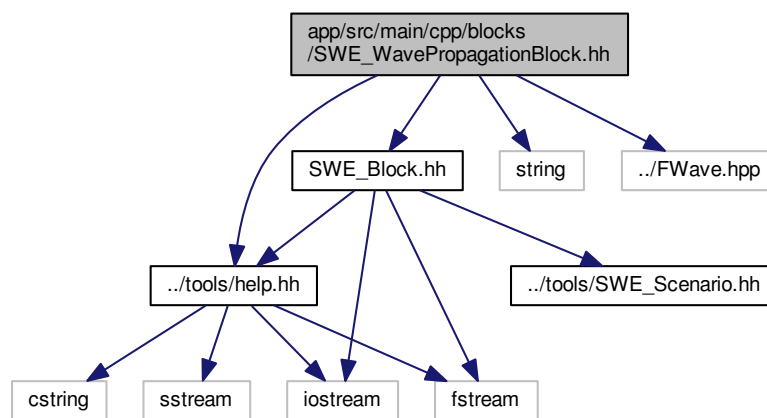 app/src/main/cpp/blocks
/SWE_WavePropagationBlock.hh
SWE_Block.hh
string
../FWave.hpp
../tools/help.hh
../tools/SWE_Scenario.hh
cstring
sstream
iostream
fstream